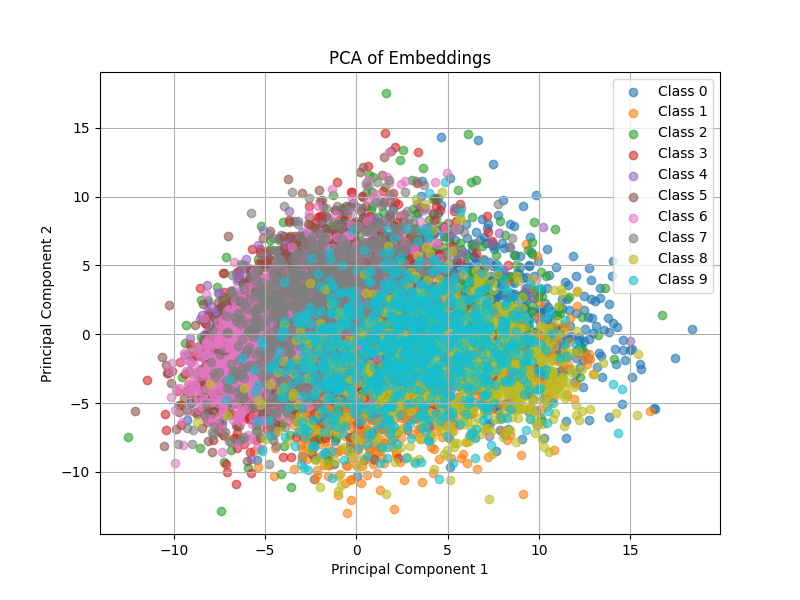 PCA of Embeddings
Class 0
Class 1
Class 2
Class 3
Class 4
Class 5
Class 6
Class 7
Class 8
Class 9
15
10
5
0
−5
−10
Principal Component 2
−10
−5
0
5
10
15
Principal Component 1